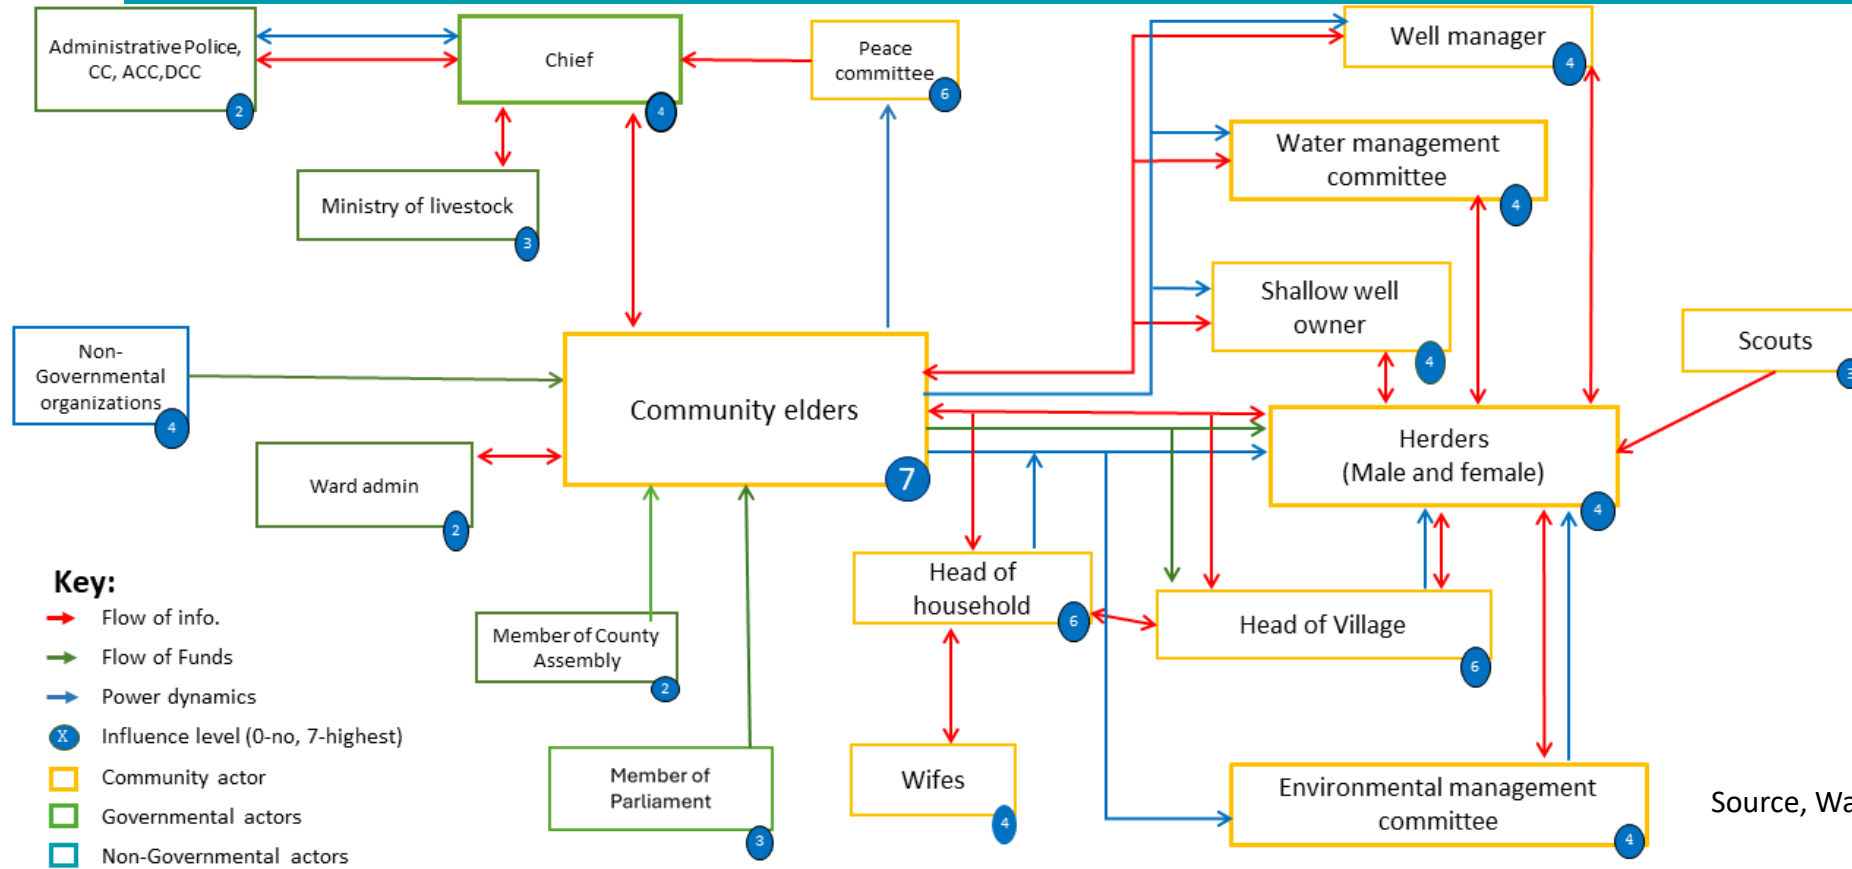 Administrative Police,
CC, ACC,DCC
2
Chief
4
Peace
committee
6
Well manager
4
Water management
committee
4
Ministry of livestock
3
Shallow well
owner
4
Scouts
3
Non-
Governmental
organizations
4
Community elders
7
Herders
(Male and female)
4
Ward admin
2
Head of
household
6
Head of Village
6
Member of County
Assembly
2
Member of
Parliament
3
Wifes
4
Environmental management
committee
4
Key:
Flow of info.
Flow of Funds
Power dynamics
X Influence level (0-no, 7-highest)
Community actor
Governmental actors
Non-Governmental actors
Source,